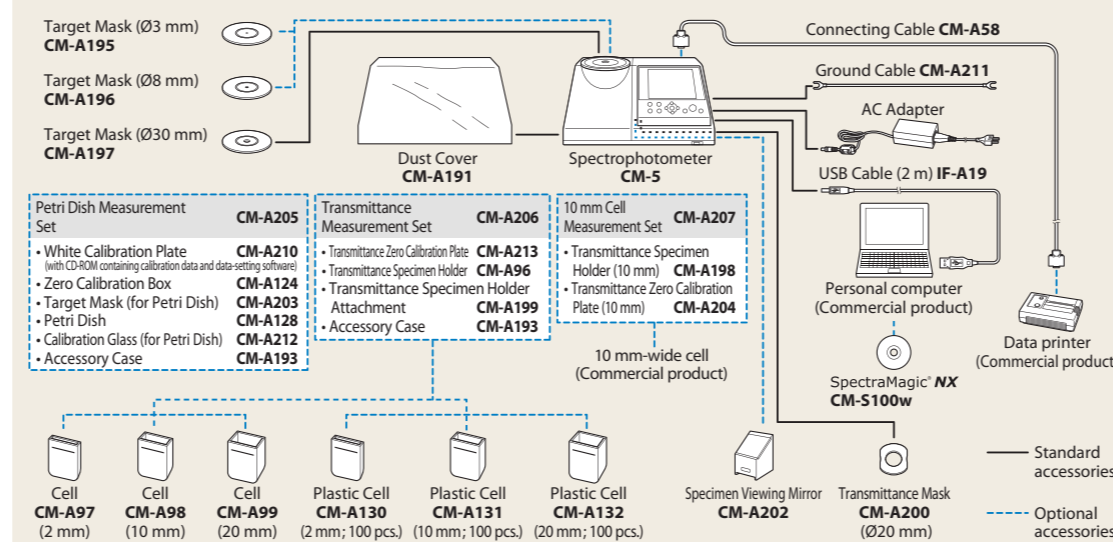 Target Mask (Ø3 mm)
CM-A195
Target Mask (Ø8 mm)
CM-A196
Target Mask (Ø30 mm)
CM-A197
Dust Cover
CM-A191
Spectrophotometer
CM-5
Connecting Cable CM-A58
Ground Cable CM-A211
AC Adapter
USB Cable (2 m) IF-A19
Personal computer
(Commercial product)
Data printer
(Commercial product
SpectraMagic® NX
CM-S100w
Petri Dish Measurement
Set CM-A205
• White Calibration Plate CM-A210
(with CD-ROM containing calibration data and data-setting software)
• Zero Calibration Box CM-A124
• Target Mask (for Petri Dish) CM-A203
• Petri Dish CM-A128
• Calibration Glass (for Petri Dish) CM-A212
• Accessory Case CM-A193
Transmittance
Measurement Set CM-A206
• Transmittance Zero Calibration Plate CM-A213
• Transmittance Specimen Holder CM-A96
• Transmittance Specimen Holder
Attachment CM-A199
• Accessory Case CM-A193
10 mm Cell
Measurement Set CM-A207
• Transmittance Specimen
Holder (10 mm) CM-A198
• Transmittance Zero Calibration
Plate (10 mm) CM-A204
10 mm-wide cell
(Commercial product)
Cell
CM-A97
(2 mm)
Cell
CM-A98
(10 mm)
Cell
CM-A99
(20 mm)
Plastic Cell
CM-A130
(2 mm; 100 pcs.)
Plastic Cell
CM-A131
(10 mm; 100 pcs.)
Plastic Cell
CM-A132
(20 mm; 100 pcs.)
Specimen Viewing Mirror
CM-A202
Transmittance Mask
CM-A200
(Ø20 mm)
Standard
accessories
Optional
accessories